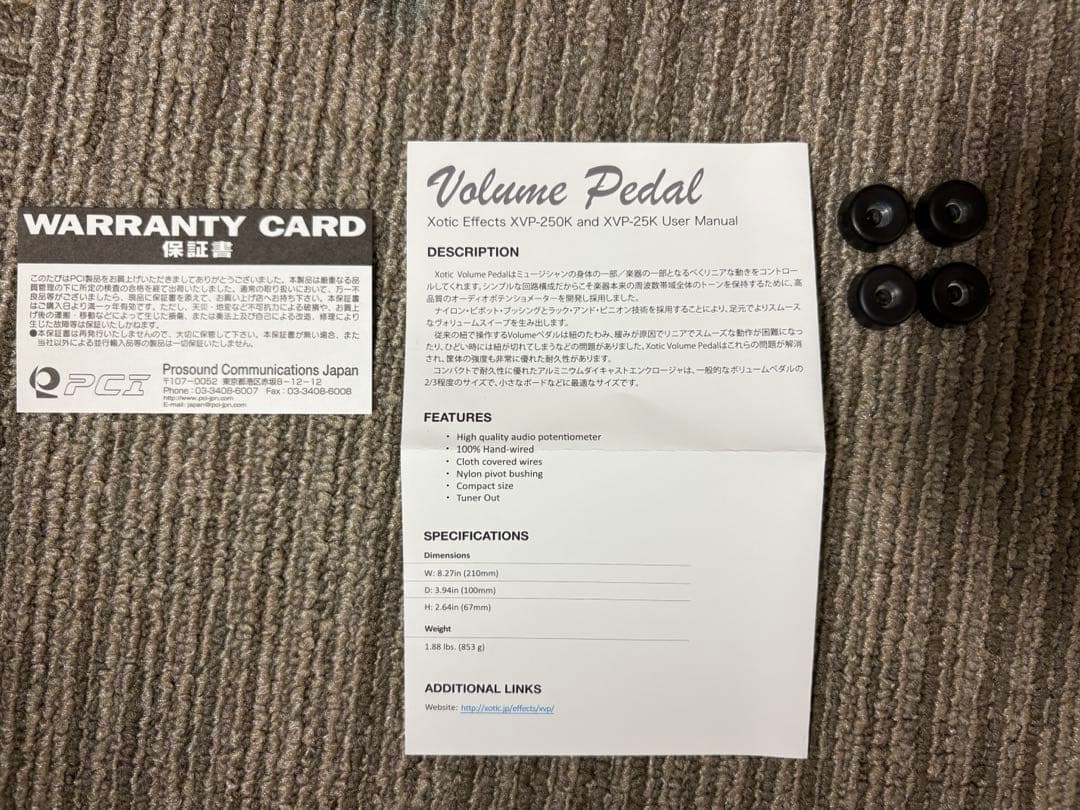 WARRANTY CARD
保証書
このたびはPCI製品をお買上げいただきましてありがとうございました。本製品は厳重なる品
質管理の下に所定の検査の合格を経て出荷いたしました。適常の取り扱いにおいて、万一不
良品等がございましたら、現品に保証書を添えて、お買い上げ店へお持ち下さい。本保証書
はご購入日より満一ヶ年有効です。ただし、天災・地変など不可抗力による破損や、お買上
げ後の運搬・移動などによって生じた損傷、または乗法上及び自己による改造、修理により
生じた故障等は保証いたしかねます。
●本保証書は再発行いたしませんので、大切に保管して下さい。本保証書が無い場合、また
当社以外による並行輸入品等の製品は一切保証いたしません。
PCI
Prosound Communications Japan
〒107-0052 東京都港区赤坂8-12-12
Phone : 03-3408-6007 Fax : 03-3408-6008
http://www.pci-jpn.com
E-mail: japan@pci-jpn.com
Volume Pedal
Xotic Effects XVP-250K and XVP-25K User Manual
DESCRIPTION
Xotic Volume Pedalはミュージシャンの身体の一部／楽器の一部となるべくリニアな動きをコントロー
ルしてくれます。シンプルな回路構成だからこそ楽器本来の周波数帯域全体のトーンを保持するために、高
品質のオーディオポテンショメーターを開発し採用しました。
ナイロン・ピボット・ブッシングとラック・アンド・ピニオン技術を採用することにより、足元でよりスムース
なヴォリュームスイープを生み出します。
従来の紐で操作するVolumeペダルは紐のたわみ、緩みが原因でリニアでスムーズな動作が困難になっ
たり、ひどい時には紐が切れてしまうなどの問題がありました。Xotic Volume Pedalはこれらの問題が解消
され、筐体の強度も非常に優れた耐久性があります。
コンパクトで耐久性に優れたアルミニウムダイキャストエンクロージャは、一般的なボリュームペダルの
2/3程度のサイズで、小さなボードなどに最適なサイズです。
FEATURES
・ High quality audio potentiometer
・ 100% Hand-wired
・ Cloth covered wires
・ Nylon pivot bushing
・ Compact size
・ Tuner Out
SPECIFICATIONS
Dimensions
W: 8.27in (210mm)
D: 3.94in (100mm)
H: 2.64in (67mm)
Weight
1.88 lbs. (853 g)
ADDITIONAL LINKS
Website: http://xotic.jp/effects/xvp/